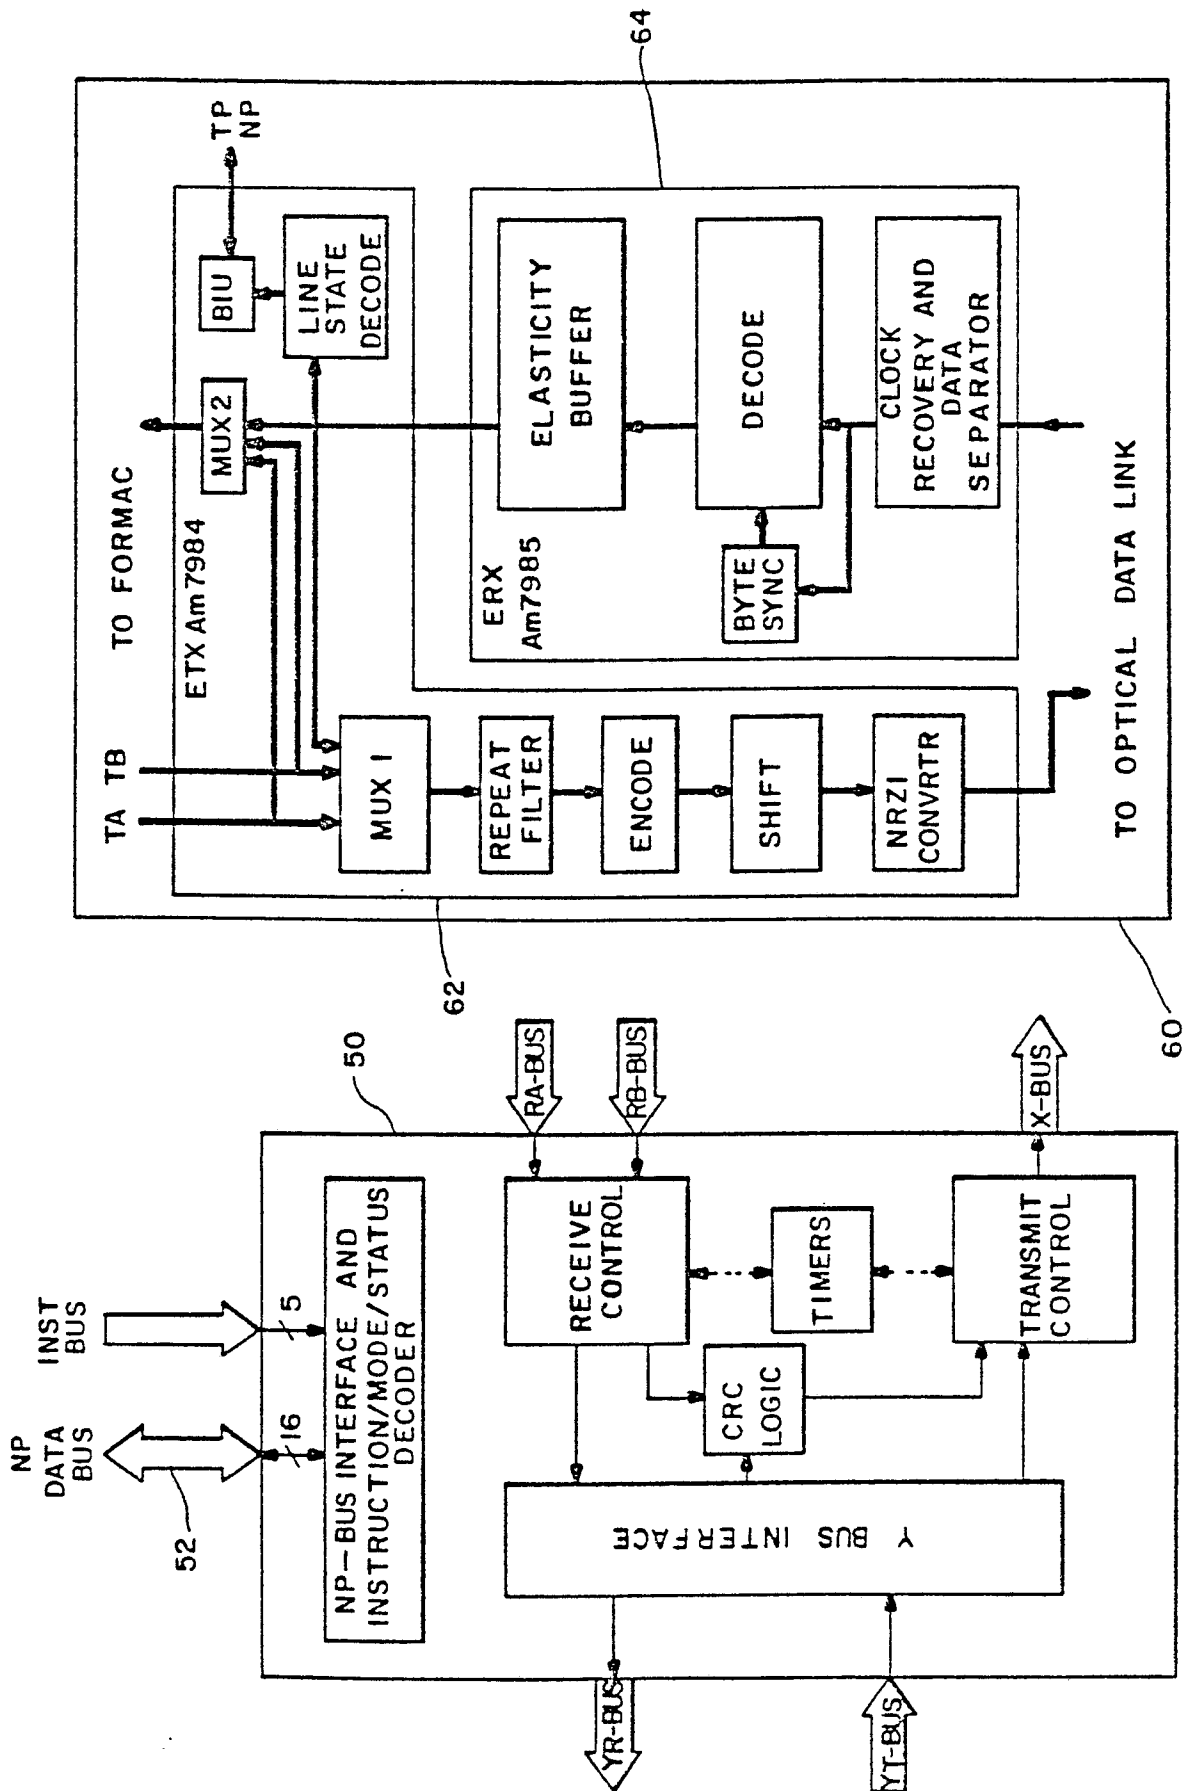 NP
DATA
BUS
INST
BUS
52
16
5
50
NP-BUS INTERFACE AND
INSTRUCTION/MODE/STATUS
DECODER
YR-BUS
YT-BUS
Y BUS INTERFACE
CRC
LOGIC
RECEIVE
CONTROL
TIMERS
TRANSMIT
CONTROL
RA-BUS
RB-BUS
X-BUS
TA TB
TO FORMAC
ETX Am7984
MUX 2
BIU
TP
NP
LINE
STATE
DECODE
MUX 1
REPEAT
FILTER
ENCODE
SHIFT
NRZI
CONVRTR
ERX
Am7985
ELASTICITY
BUFFER
DECODE
BYTE
SYNC
CLOCK
RECOVERY AND
DATA
SEPARATOR
TO OPTICAL DATA LINK
62
64
60